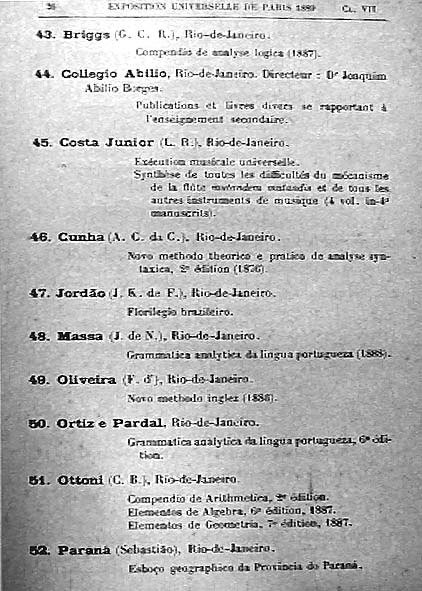 26 EXPOSITION UNIVERSELLE DE PARIS 1889 CL. VII
43. Briggs (G. C. R.), Rio-de-Janeiro.
Compendio de analyse logica (1887).
44. Collegio Abilio, Rio-de-Janeiro. Directeur : Dr Joaquim
Abilio Borges.
Publications et livres divers se rapportant à
l'enseignement secondaire.
45. Costa Junior (L. R.), Rio-de-Janeiro.
Exécution musicale universelle.
Synthèse de toutes les difficultés du mécanisme
de la flûte mutandem mutandis et de tous les
autres instruments de musique (4 vol. in-4º
manuscrits).
46. Cunha (A. C. da C.), Rio-de-Janeiro.
Novo methodo theorico e pratico de analyse syn-
taxica, 2e édition (1876).
47. Jordão (J. K. de F.), Rio-de-Janeiro.
Florilegio brazileiro.
48. Massa (J. de N.), Rio-de-Janeiro.
Grammatica analytica da lingua portugueza (1888).
49. Oliveira (F. d'), Rio-de-Janeiro.
Novo methodo inglez (1886).
50. Ortiz e Pardal, Rio-de-Janeiro.
Grammatica analytica da lingua portugueza, 6e édi-
tion.
51. Ottoni (C. B.), Rio-de-Janeiro.
Compendio de Arithmetica, 2e édition.
Elementos de Algebra, 6e édition, 1887.
Elementos de Geometria, 7e édition, 1887.
52. Paraná (Sebastião), Rio-de-Janeiro.
Esboço geographico da Provincia do Paraná.